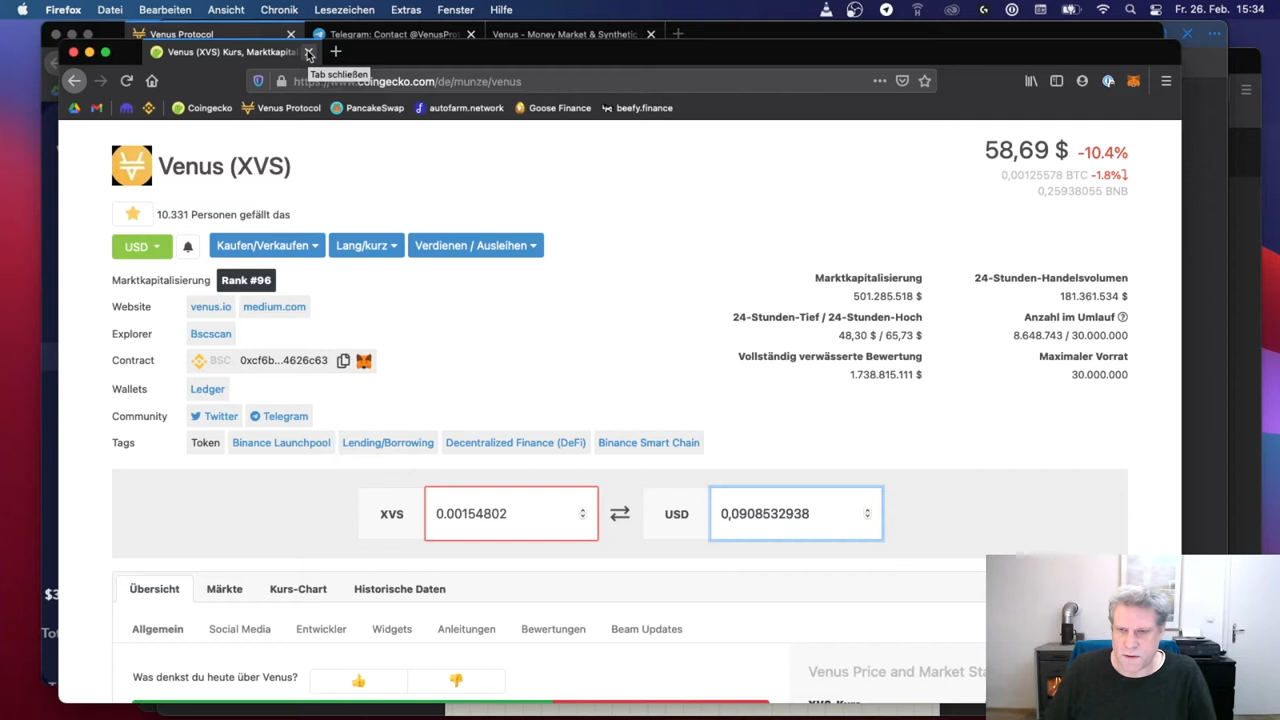 Firefox Datei Bearbeiten Ansicht Chronik Lesezeichen Extras Fenster Hilfe Fr. 26. Feb. 15:34
Venus Protocol Telegram: Contact @VenusProt Venus - Money Market & Synthetic
Venus (XVS) Kurs, Marktkapital
Tab schließen
coingecko.com/de/munze/venus
Coingecko Venus Protocol PancakeSwap autofarm.network Goose Finance beefy.finance
Venus (XVS)
58,69 $ -10.4%
0,00125578 BTC -1.8%
0,25938055 BNB
10.331 Personen gefällt das
USD Kaufen/Verkaufen Lang/kurz Verdienen / Ausleihen
Marktkapitalisierung Rank #96
Website venus.io medium.com
Explorer Bscscan
Contract BSC 0xcf6b...4626c63
Wallets Ledger
Community Twitter Telegram
Tags Token Binance Launchpool Lending/Borrowing Decentralized Finance (DeFi) Binance Smart Chain
Marktkapitalisierung 24-Stunden-Handelsvolumen
501.285.518 $ 181.361.534 $
24-Stunden-Tief / 24-Stunden-Hoch Anzahl im Umlauf
48,30 $ / 65,73 $ 8.648.743 / 30.000.000
Vollständig verwässerte Bewertung Maximaler Vorrat
1.738.815.111 $ 30.000.000
XVS 0.00154802 USD 0,0908532938
Übersicht Märkte Kurs-Chart Historische Daten
Allgemein Social Media Entwickler Widgets Anleitungen Bewertungen Beam Updates
Was denkst du heute über Venus?
Venus Price and Market Sta